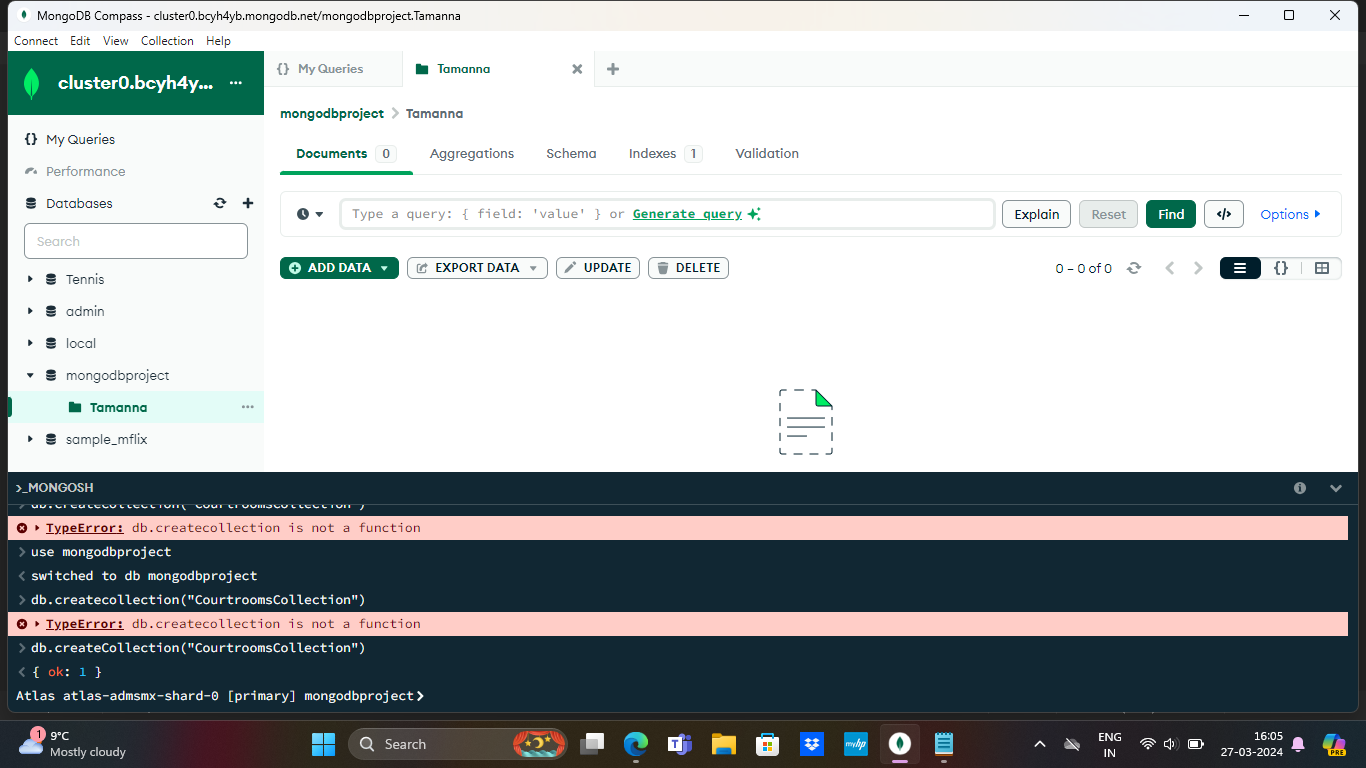 MongoDB Compass - cluster0.bcyh4yb.mongodb.net/mongodbproject.Tamanna
Connect Edit View Collection Help
cluster0.bcyh4y... ...
{} My Queries
Tamanna
{} My Queries
Performance
Databases
Search
Tennis
admin
local
mongodbproject
Tamanna ...
sample_mflix
mongodbproject > Tamanna
Documents 0 Aggregations Schema Indexes 1 Validation
Type a query: { field: 'value' } or Generate query
Explain Reset Find </> Options
ADD DATA EXPORT DATA UPDATE DELETE
0 – 0 of 0 {}
>_MONGOSH
> db.createCollection("CourtroomsCollection")
TypeError: db.createcollection is not a function
> use mongodbproject
< switched to db mongodbproject
> db.createcollection("CourtroomsCollection")
TypeError: db.createcollection is not a function
> db.createCollection("CourtroomsCollection")
< { ok: 1 }
Atlas atlas-admsmx-shard-0 [primary] mongodbproject>
1
9°C
Mostly cloudy
Search
myhp
ENG
IN
16:05
27-03-2024
PRE